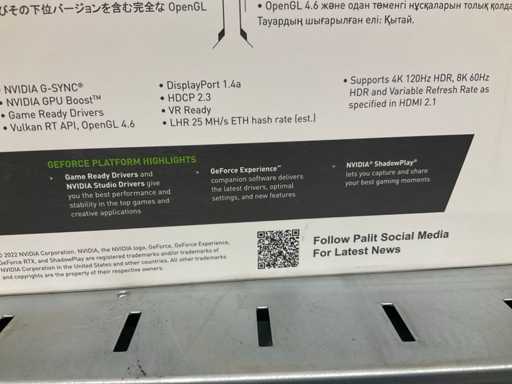 びその下位バージョンを含む完全な OpenGL
• OpenGL 4.6 және одан төменгі нұсқаларын толық қолда
Тауардың шығарылған елі: Қытай.
NVIDIA G-SYNC®
• NVIDIA GPU Boost™
• Game Ready Drivers
• Vulkan RT API, OpenGL 4.6
• DisplayPort 1.4a
• HDCP 2.3
• VR Ready
• LHR 25 MH/s ETH hash rate (est.)
• Supports 4K 120Hz HDR, 8K 60Hz
HDR and Variable Refresh Rate as
specified in HDMI 2.1
GEFORCE PLATFORM HIGHLIGHTS
Game Ready Drivers and
NVIDIA Studio Drivers give
you the best performance and
stability in the top games and
creative applications
GeForce Experience™
companion software delivers
the latest drivers, optimal
settings, and new features
NVIDIA® ShadowPlay®
lets you capture and share
your best gaming moments
© 2022 NVIDIA Corporation, NVIDIA, the NVIDIA logo, GeForce, GeForce Experience,
GeForce RTX, and ShadowPlay are registered trademarks and/or trademarks of
NVIDIA Corporation in the United States and other countries. All other trademarks
and copyrights are the property of their respective owners.
Follow Palit Social Media
For Latest News